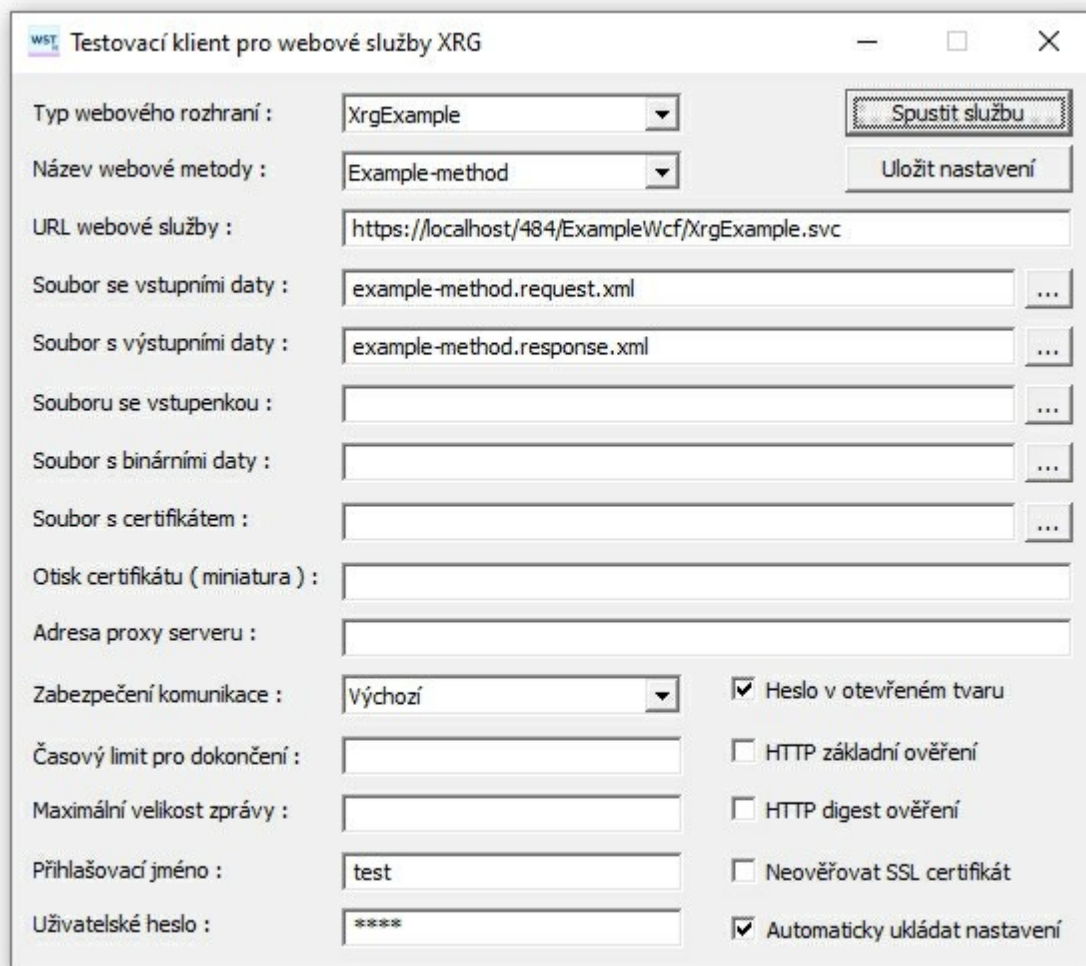 WST Testovací klient pro webové služby XRG
Typ webového rozhraní : XrgExample Spustit službu
Název webové metody : Example-method Uložit nastavení
URL webové služby : https://localhost/484/ExampleWcf/XrgExample.svc
Soubor se vstupními daty : example-method.request.xml ...
Soubor s výstupními daty : example-method.response.xml ...
Souboru se vstupenkou : ...
Soubor s binárními daty : ...
Soubor s certifikátem : ...
Otisk certifikátu ( miniatura ) :
Adresa proxy serveru :
Zabezpečení komunikace : Výchozí Heslo v otevřeném tvaru
Časový limit pro dokončení : HTTP základní ověření
Maximální velikost zprávy : HTTP digest ověření
Přihlašovací jméno : test Neověřovat SSL certifikát
Uživatelské heslo : **** Automaticky ukládat nastavení